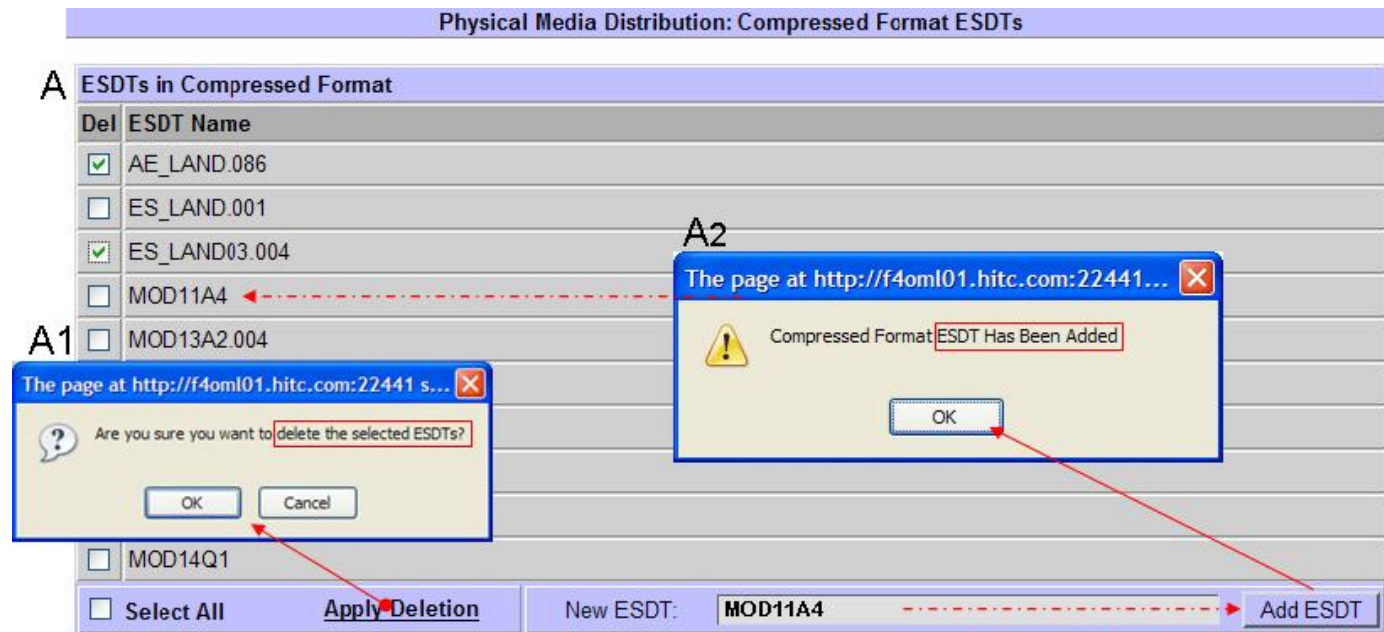 Physical Media Distribution: Compressed Format ESDTs
A
ESDTs in Compressed Format
Del ESDT Name
AE_LAND.086
ES_LAND.001
ES_LAND03.004
MOD11A4
MOD13A2.004
A1
The page at http://f4oml01.hitc.com:22441 s...
Are you sure you want to delete the selected ESDTs?
OK Cancel
A2
The page at http://f4oml01.hitc.com:22441...
Compressed Format ESDT Has Been Added
OK
MOD14Q1
Select All Apply Deletion New ESDT: MOD11A4 Add ESDT